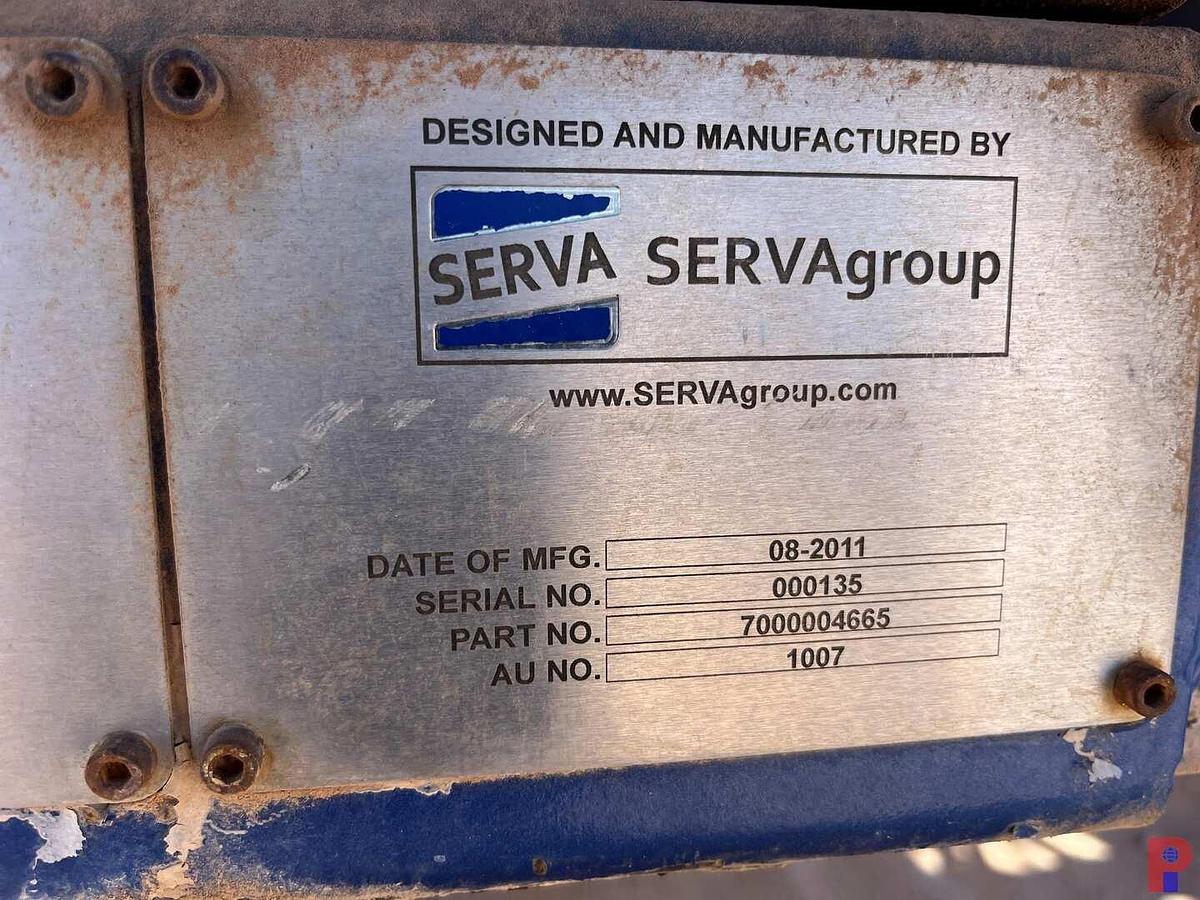 DESIGNED AND MANUFACTURED BY
SERVA SERVAgroup
www.SERVAgroup.com
DATE OF MFG. 08-2011
SERIAL NO. 000135
PART NO. 7000004665
AU NO. 1007